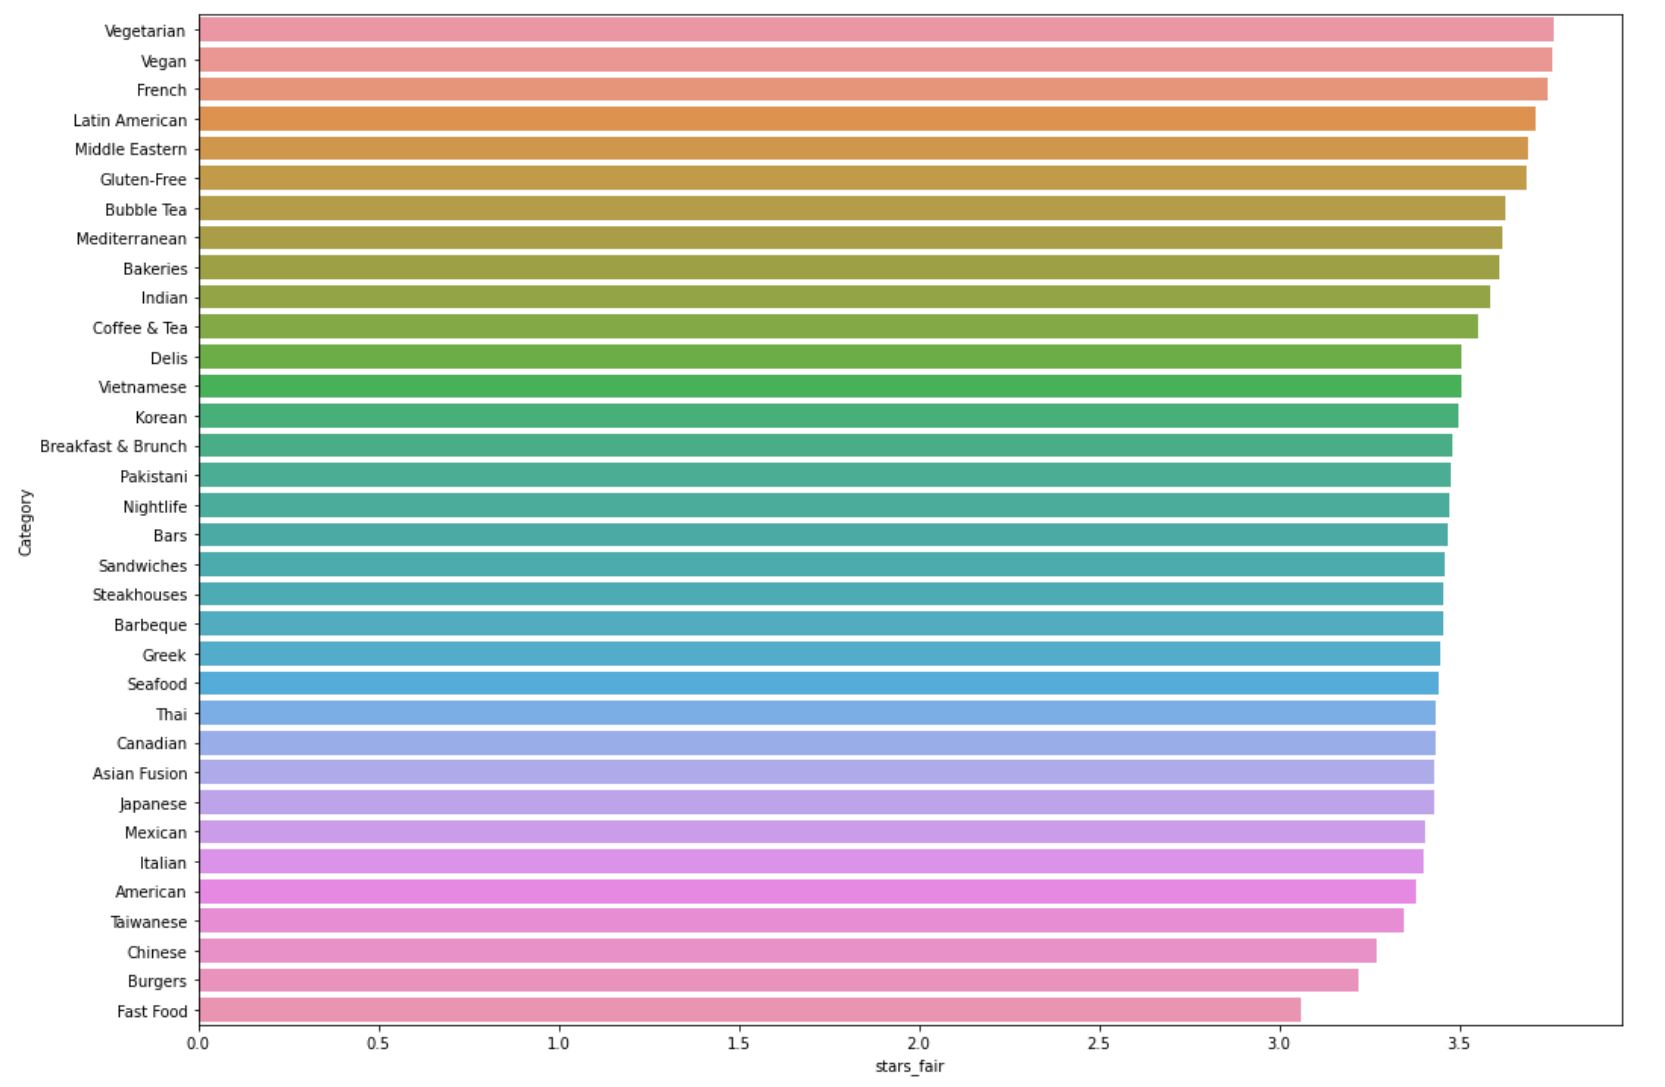 Vegetarian
Vegan
French
Latin American
Middle Eastern
Gluten-Free
Bubble Tea
Mediterranean
Bakeries
Indian
Coffee & Tea
Delis
Vietnamese
Korean
Breakfast & Brunch
Pakistani
Nightlife
Bars
Sandwiches
Steakhouses
Barbeque
Greek
Seafood
Thai
Canadian
Asian Fusion
Japanese
Mexican
Italian
American
Taiwanese
Chinese
Burgers
Fast Food
Category
0.0 0.5 1.0 1.5 2.0 2.5 3.0 3.5
stars_fair